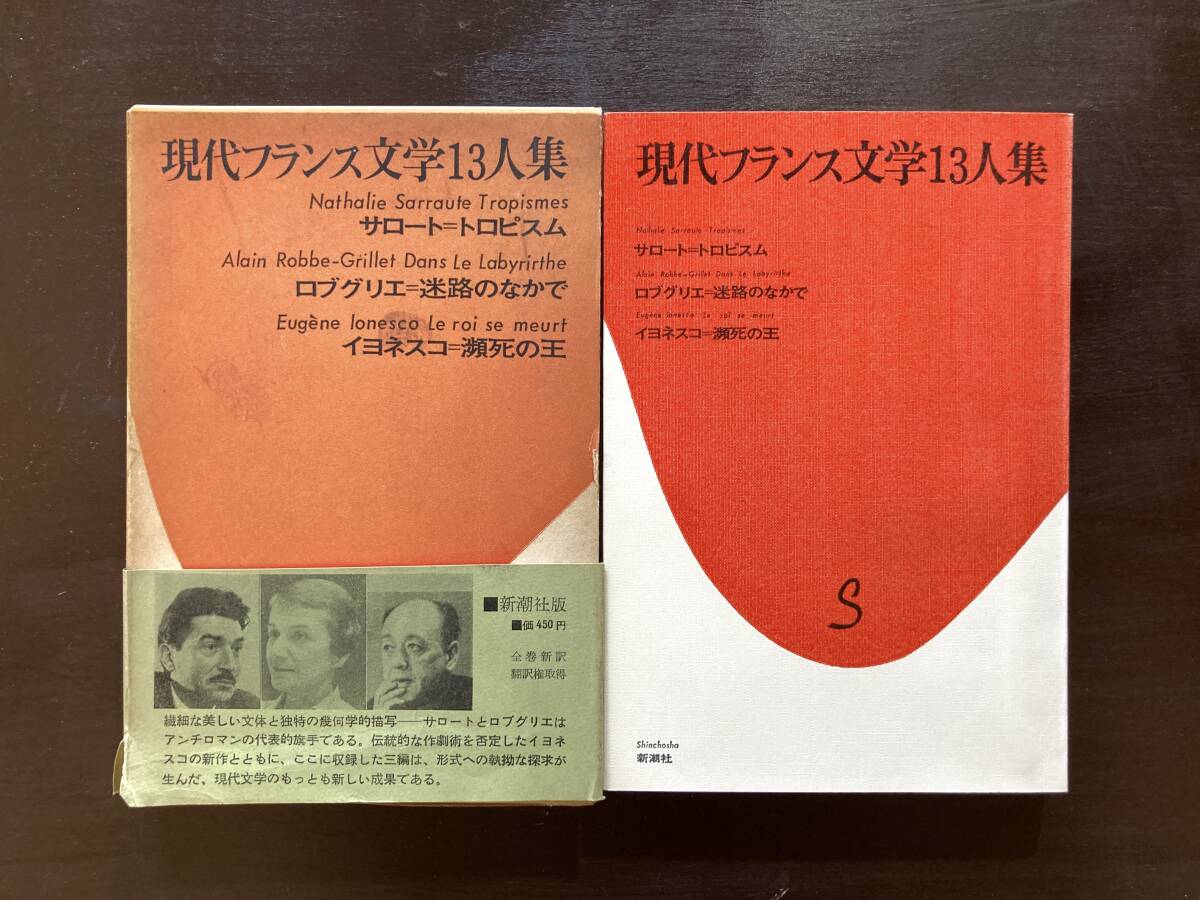 現代フランス文学13人集
Nathalie Sarraute Tropismes
サロート=トロピスム
Alain Robbe-Grillet Dans Le Labyrirthe
ロブグリエ=迷路のなかで
Eugène Ionesco Le roi se meurt
イヨネスコ=瀕死の王
■新潮社版
■価450円
全巻新訳
翻訳権取得
繊細な美しい文体と独特の幾何学的描写――サロートとロブグリエは
アンチロマンの代表的旗手である。伝統的な作劇術を否定したイヨネ
スコの新作とともに、ここに収録した三編は、形式への執拗な探求が
生んだ、現代文学のもっとも新しい成果である。
現代フランス文学13人集
Nathalie Sarraute Tropismes
サロート=トロピスム
Alain Robbe-Grillet Dans Le Labyrirthe
ロブグリエ=迷路のなかで
Eugène Ionesco Le roi se meurt
イヨネスコ=瀕死の王
S
Shinchosha
新潮社